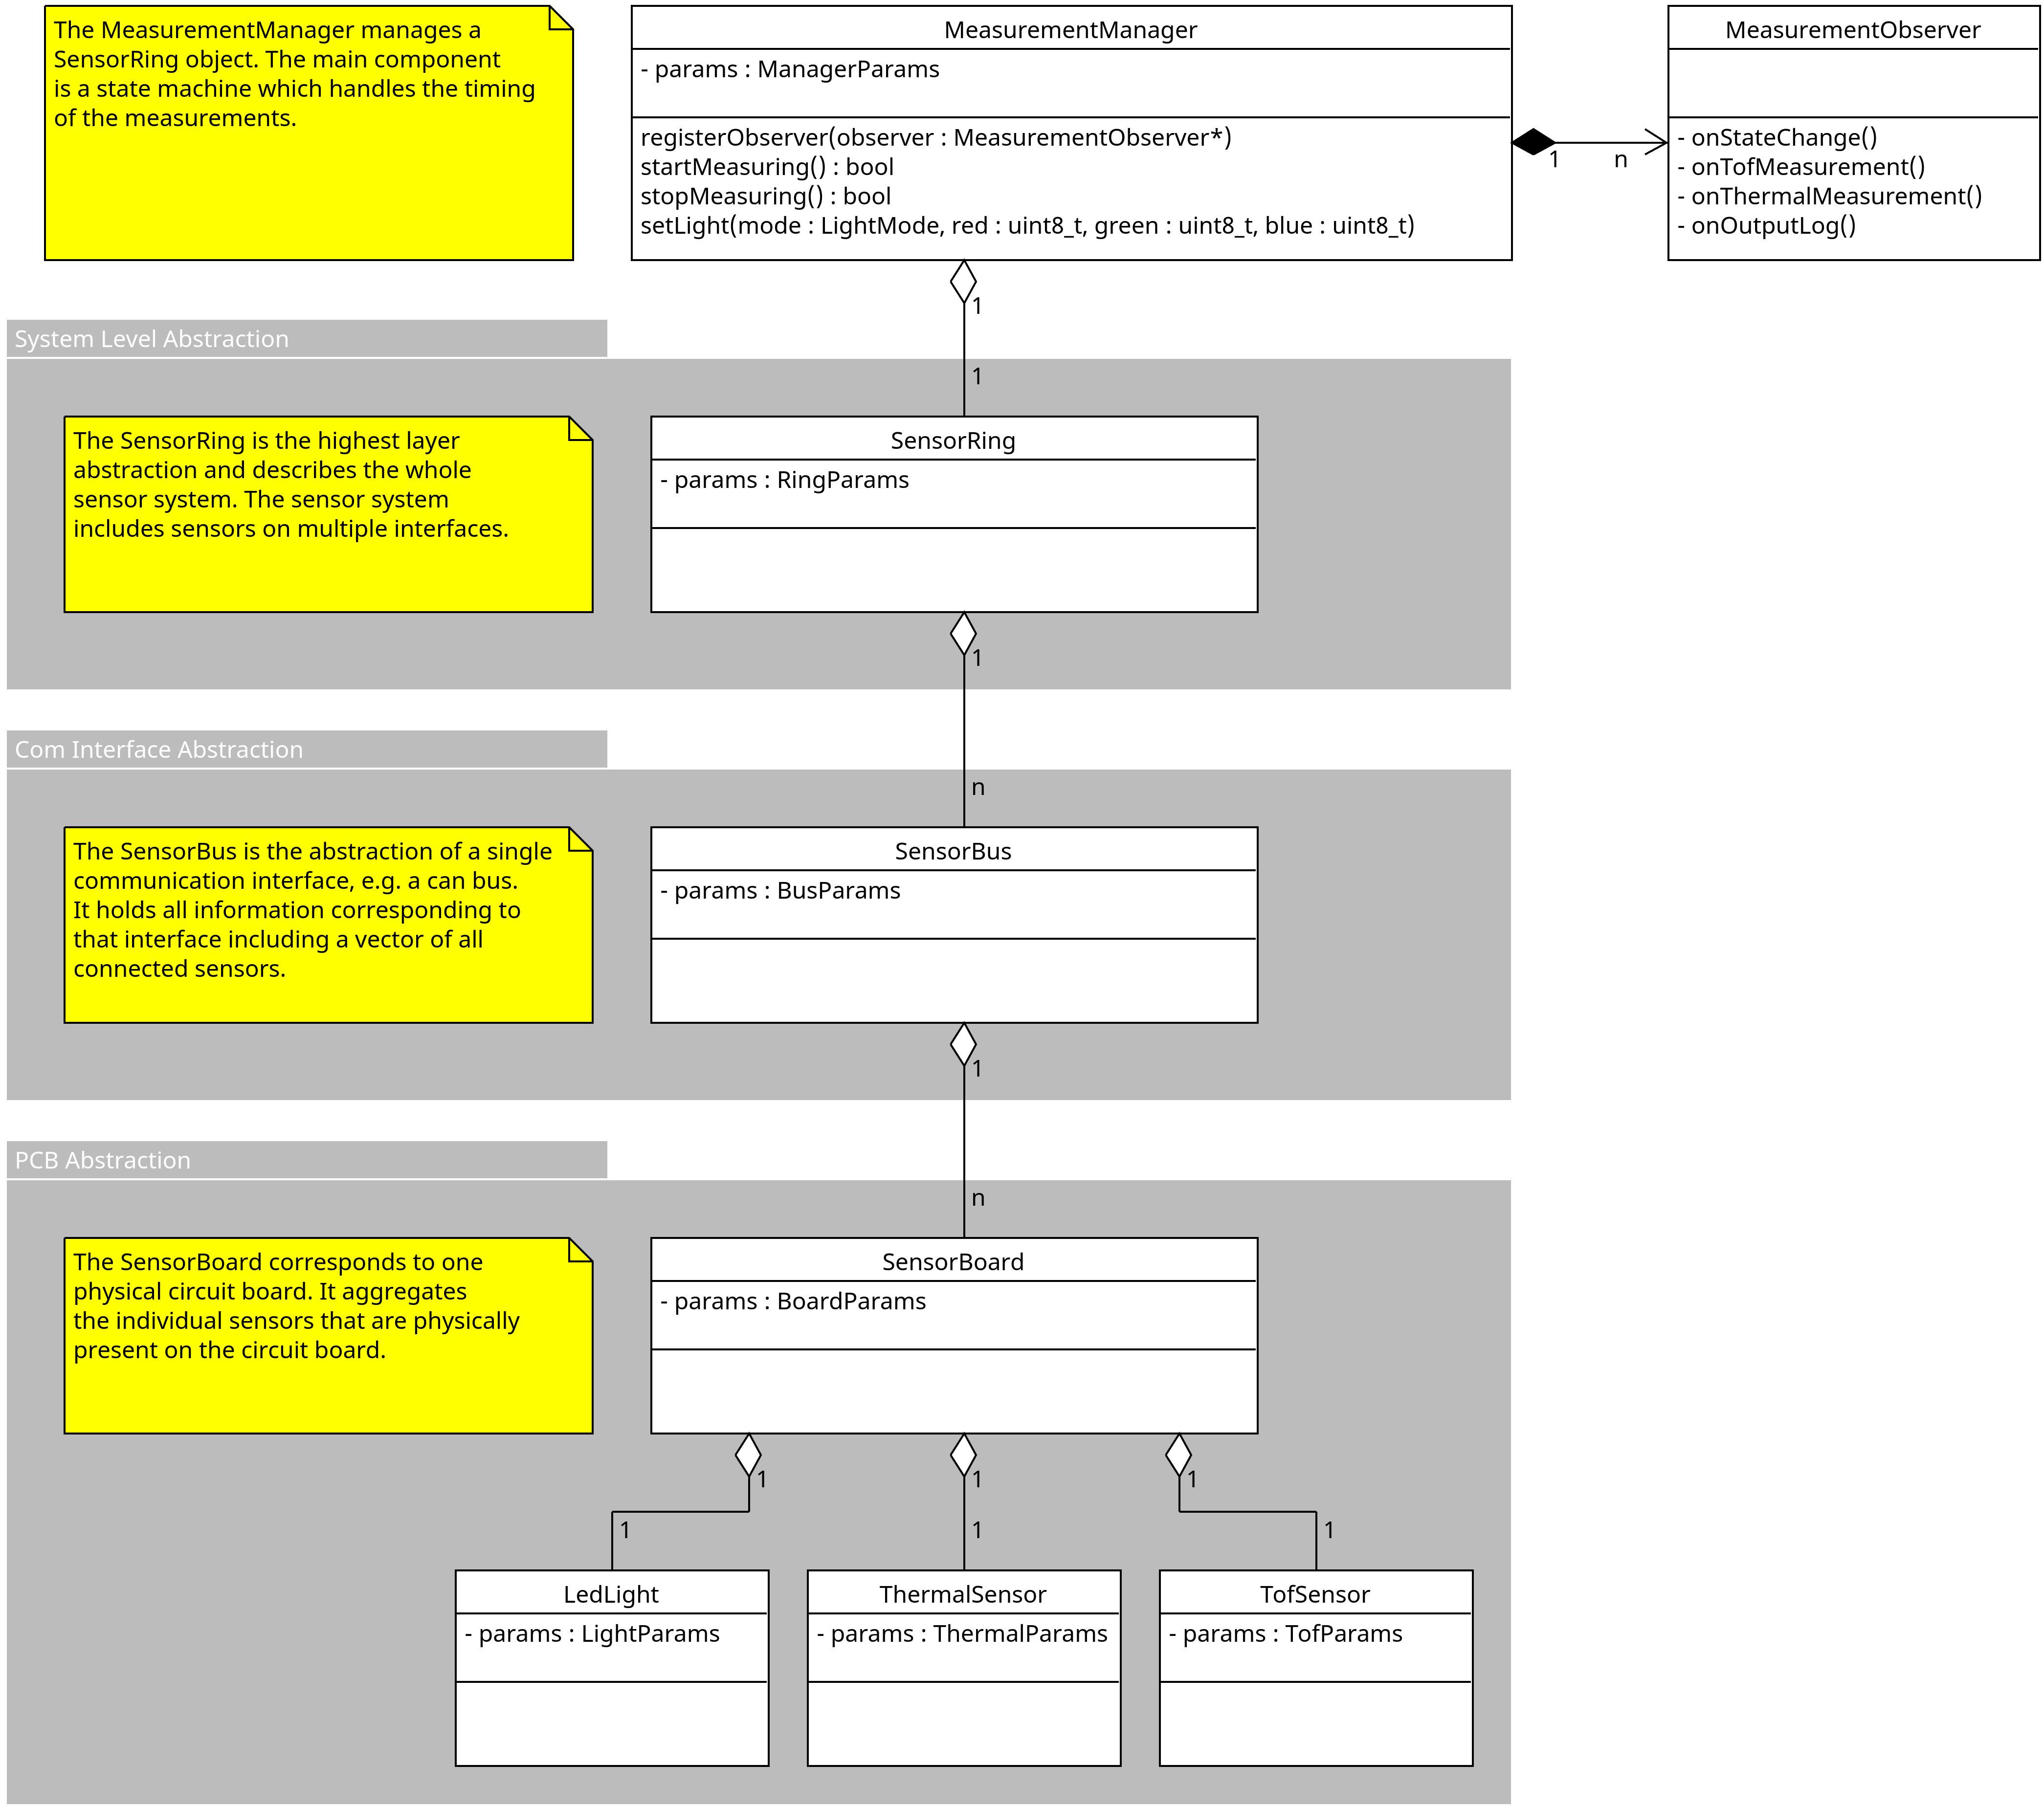 The MeasurementManager manages a
SensorRing object. The main component
is a state machine which handles the timing
of the measurements.
MeasurementManager
- params : ManagerParams
registerObserver(observer : MeasurementObserver*)
startMeasuring() : bool
stopMeasuring() : bool
setLight(mode : LightMode, red : uint8_t, green : uint8_t, blue : uint8_t)
1
n
MeasurementObserver
- onStateChange()
- onTofMeasurement()
- onThermalMeasurement()
- onOutputLog()
1
System Level Abstraction
1
The SensorRing is the highest layer
abstraction and describes the whole
sensor system. The sensor system
includes sensors on multiple interfaces.
SensorRing
- params : RingParams
1
Com Interface Abstraction
n
The SensorBus is the abstraction of a single
communication interface, e.g. a can bus.
It holds all information corresponding to
that interface including a vector of all
connected sensors.
SensorBus
- params : BusParams
1
PCB Abstraction
n
The SensorBoard corresponds to one
physical circuit board. It aggregates
the individual sensors that are physically
present on the circuit board.
SensorBoard
- params : BoardParams
1
1
1
1
1
1
LedLight
- params : LightParams
ThermalSensor
- params : ThermalParams
TofSensor
- params : TofParams